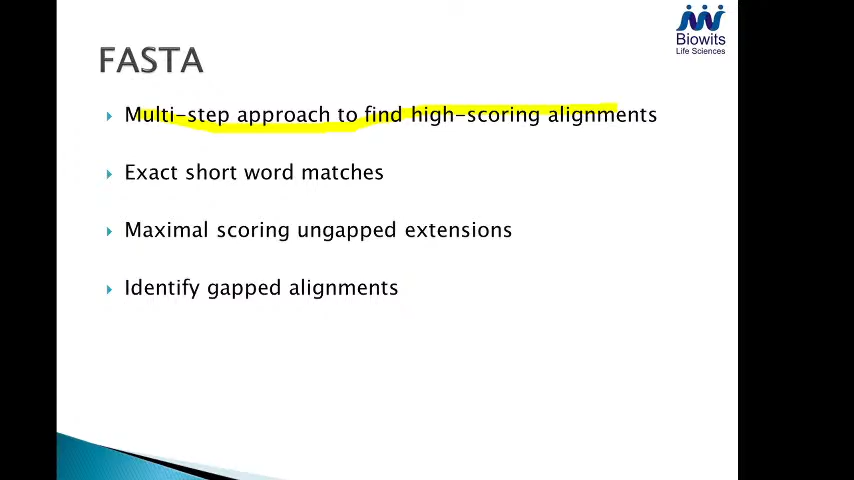 Biowits
Life Sciences
FASTA
Multi-step approach to find high-scoring alignments
Exact short word matches
Maximal scoring ungapped extensions
Identify gapped alignments